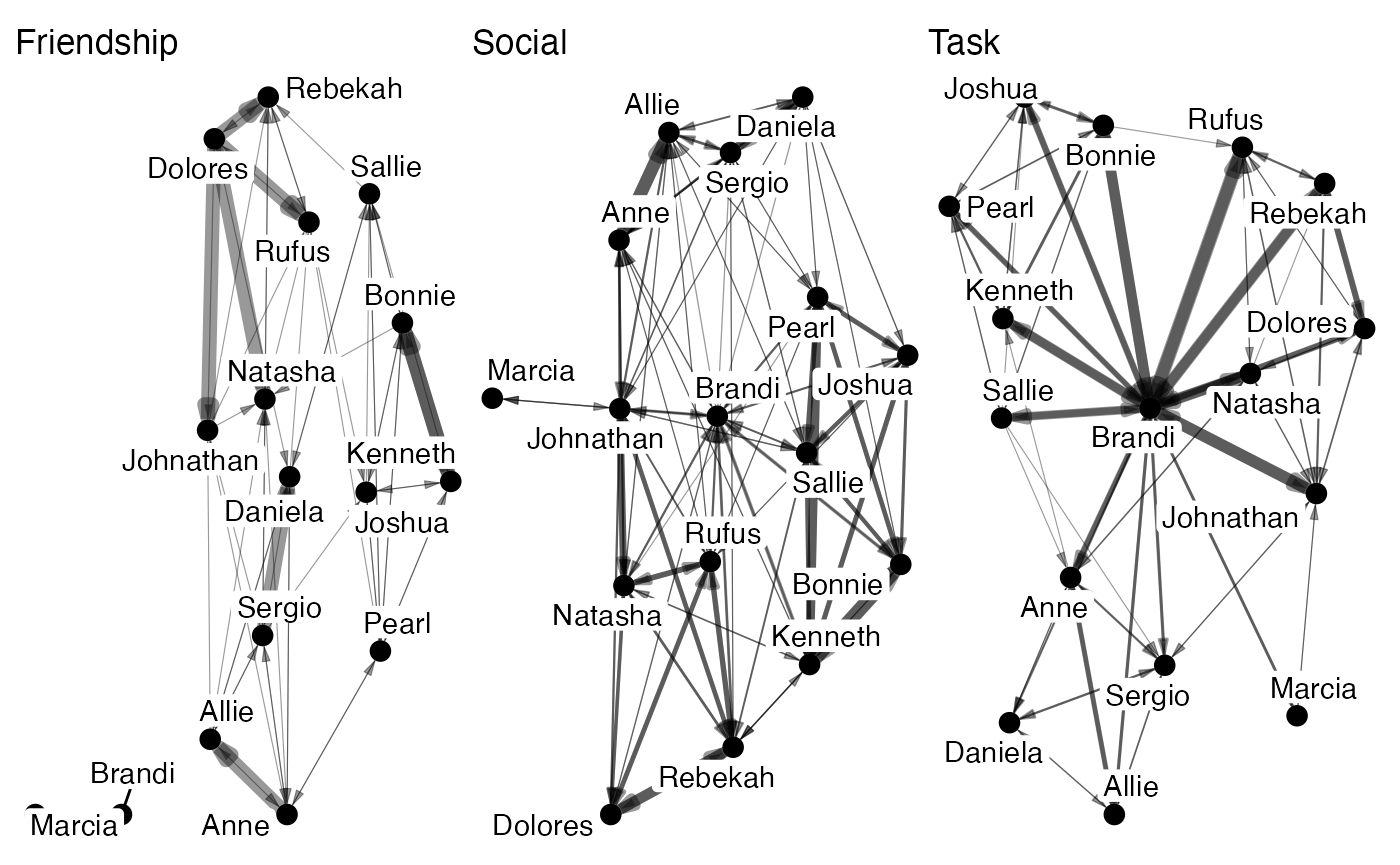 Friendship
Rebekah
Dolores
Sallie
Rufus
Bonnie
Natasha
Johnathan
Kenneth
Daniela
Joshua
Sergio
Pearl
Allie
Brandi
Marcia
Anne
Social
Allie
Daniela
Sergio
Anne
Pearl
Marcia
Brandi
Joshua
Johnathan
Sallie
Rufus
Bonnie
Natasha
Kenneth
Rebekah
Dolores
Task
Joshua
Rufus
Bonnie
Pearl
Rebekah
Kenneth
Dolores
Sallie
Natasha
Brandi
Johnathan
Anne
Sergio
Marcia
Daniela
Allie